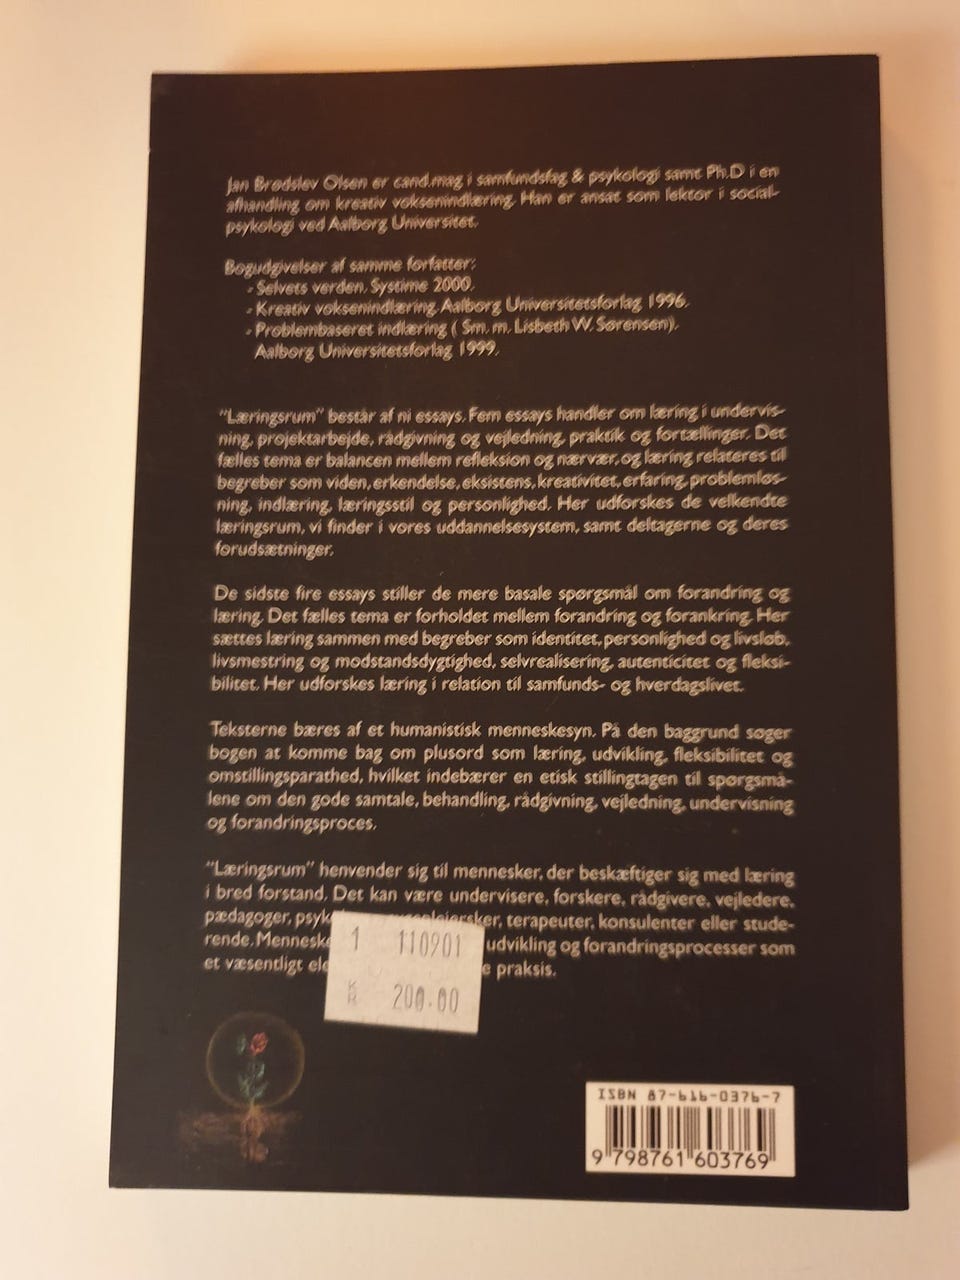 Jan Brødslev Olsen er cand.mag i samfundsfag & psykologi samt Ph.D i en
afhandling om kreativ voksenindlæring. Han er ansat som lektor i social-
psykologi ved Aalborg Universitet.
Bogudgivelser af samme forfatter:
- Selvets verden. Systime 2000.
- Kreativ voksenindlæring. Aalborg Universitetsforlag 1996.
- Problembaseret indlæring ( Sm. m. Lisbeth W. Sørensen).
Aalborg Universitetsforlag 1999.
"Læringsrum" består af ni essays. Fem essays handler om læring i undervis-
ning, projektarbejde, rådgivning og vejledning, praktik og fortællinger. Det
fælles tema er balancen mellem refleksion og nærvær, og læring relateres til
begreber som viden, erkendelse, eksistens, kreativitet, erfaring, problemløs-
ning, indlæring, læringsstil og personlighed. Her udforskes de velkendte
læringsrum, vi finder i vores uddannelsesystem, samt deltagerne og deres
forudsætninger.
De sidste fire essays stiller de mere basale spørgsmål om forandring og
læring. Det fælles tema er forholdet mellem forandring og forankring. Her
sættes læring sammen med begreber som identitet, personlighed og livsløb,
livsmestring og modstandsdygtighed, selvrealisering, autenticitet og fleksi-
bilitet. Her udforskes læring i relation til samfunds- og hverdagslivet.
Teksterne bæres af et humanistisk menneskesyn. På den baggrund søger
bogen at komme bag om plusord som læring, udvikling, fleksibilitet og
omstillingsparathed, hvilket indebærer en etisk stillingtagen til spørgsmå-
lene om den gode samtale, behandling, rådgivning, vejledning, undervisning
og forandringsproces.
"Læringsrum" henvender sig til mennesker, der beskæftiger sig med læring
i bred forstand. Det kan være undervisere, forskere, rådgivere, vejledere,
pædagoger, psyk terapeuter, konsulenter eller stude-
rende. Menneske udvikling og forandringsprocesser som
et væsentligt ele e praksis.
1 110901
KR 200.00
ISBN 87-616-0376-7
9 798761 603769